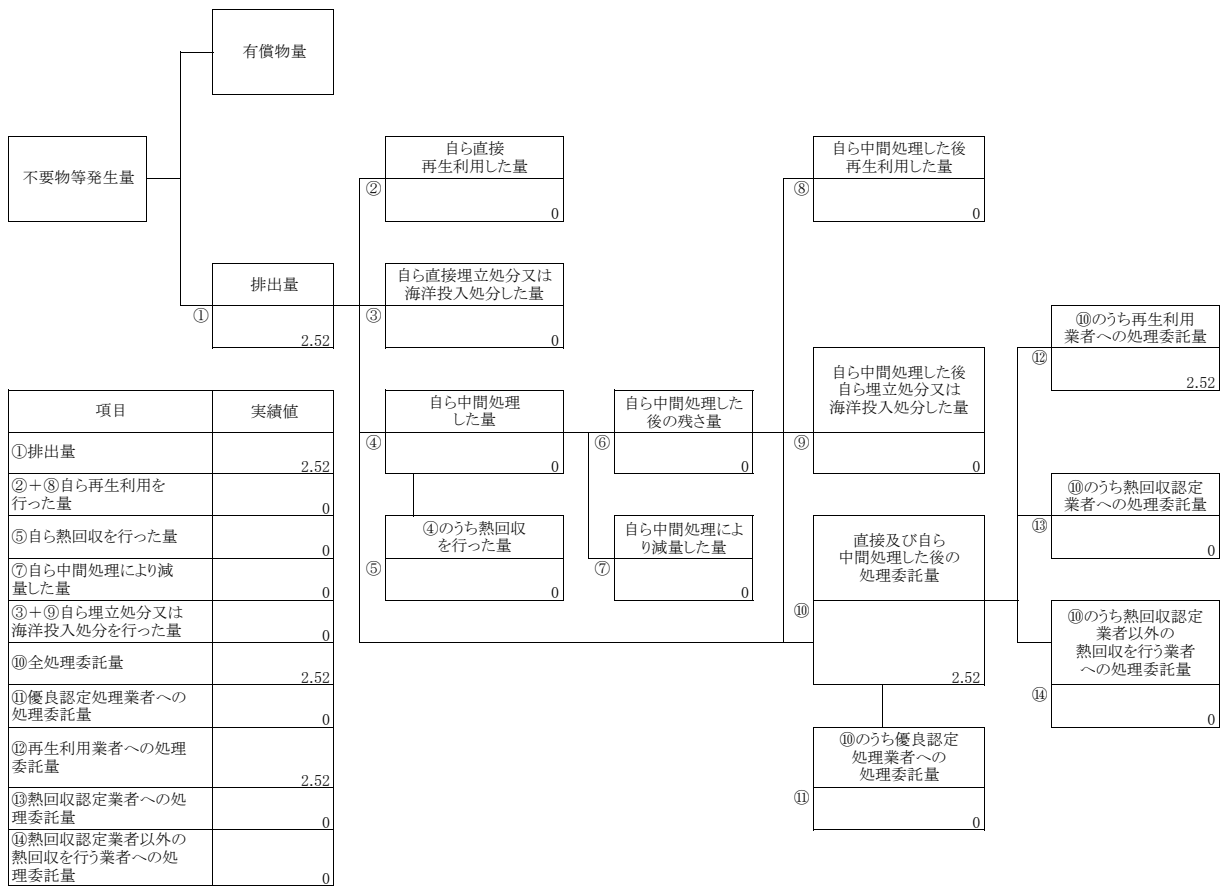 有償物量
不要物等発生量
自ら直接
再生利用した量
②
0
自ら中間処理した後
再生利用した量
⑧
0
排出量
①
2.52
自ら直接埋立処分又は
海洋投入処分した量
③
0
⑩のうち再生利用
業者への処理委託量
⑫
2.52
自ら中間処理
した量
④
0
自ら中間処理した
後の残さ量
⑥
0
自ら中間処理した後
自ら埋立処分又は
海洋投入処分した量
⑨
0
⑩のうち熱回収認定
業者への処理委託量
⑬
0
④のうち熱回収
を行った量
⑤
0
自ら中間処理によ
り減量した量
⑦
0
直接及び自ら
中間処理した後の
処理委託量
⑩
2.52
⑩のうち熱回収認定
業者以外の
熱回収を行う業者
への処理委託量
⑭
0
⑩のうち優良認定
処理業者への
処理委託量
⑪
0
項目 実績値
①排出量
2.52
②＋⑧自ら再生利用を
行った量
0
⑤自ら熱回収を行った量
0
⑦自ら中間処理により減
量した量
0
③＋⑨自ら埋立処分又は
海洋投入処分を行った量
0
⑩全処理委託量
2.52
⑪優良認定処理業者への
処理委託量
0
⑫再生利用業者への処理
委託量
2.52
⑬熱回収認定業者への処
理委託量
0
⑭熱回収認定業者以外の
熱回収を行う業者への処
理委託量
0